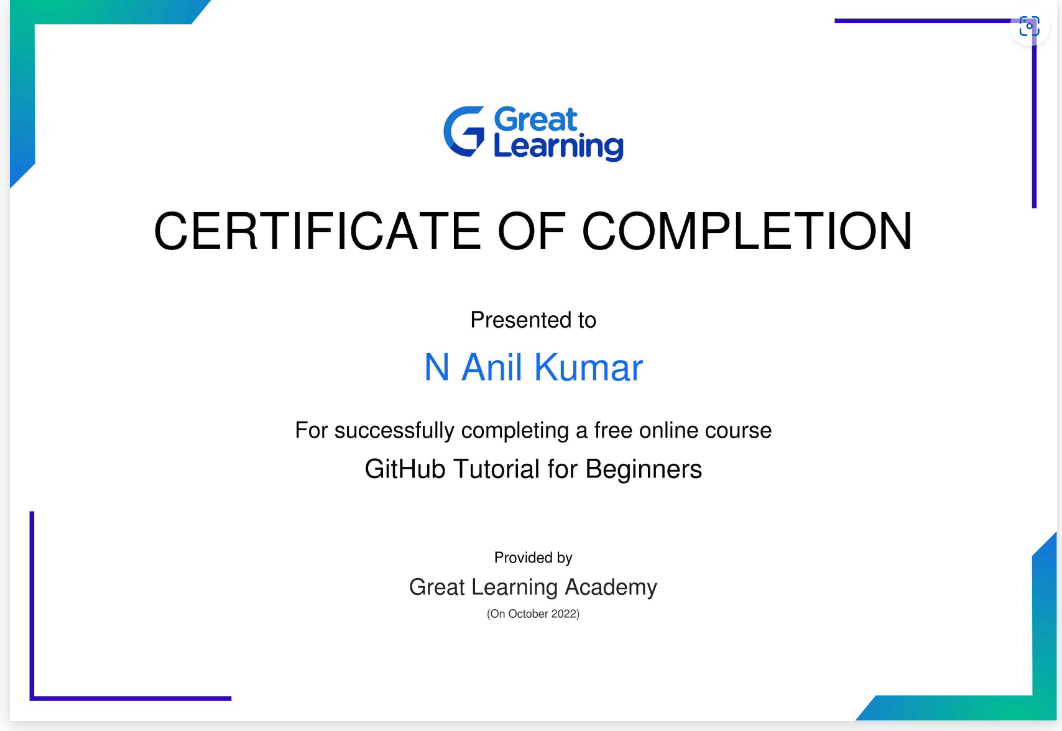 Great
Learning
CERTIFICATE OF COMPLETION
Presented to
N Anil Kumar
For successfully completing a free online course
GitHub Tutorial for Beginners
Provided by
Great Learning Academy
(On October 2022)